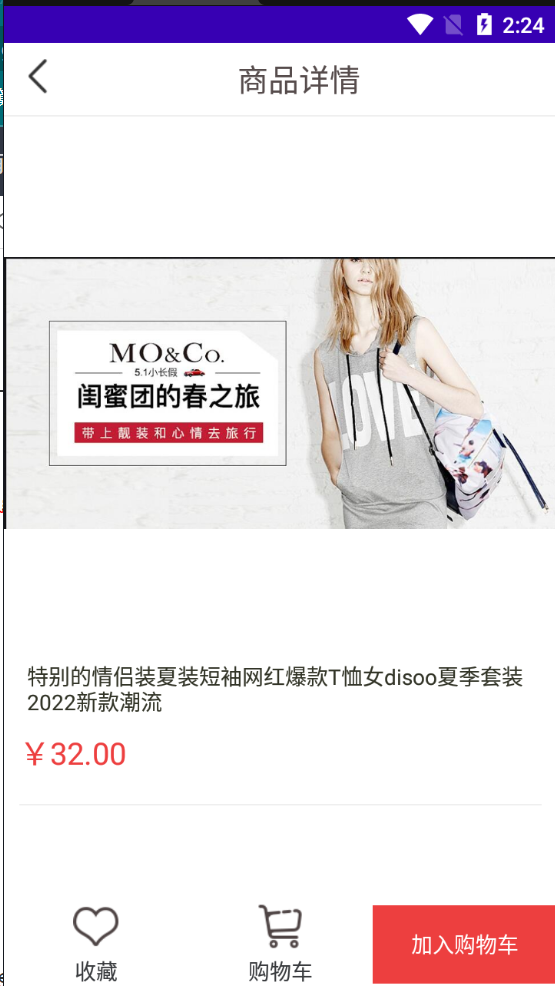 2:24
商品详情
MO&Co.
5.1小长假
闺蜜团的春之旅
带上靓装和心情去旅行
LOVE
特别的情侣装夏装短袖网红爆款T恤女disoo夏季套装
2022新款潮流
￥32.00
收藏
购物车
加入购物车